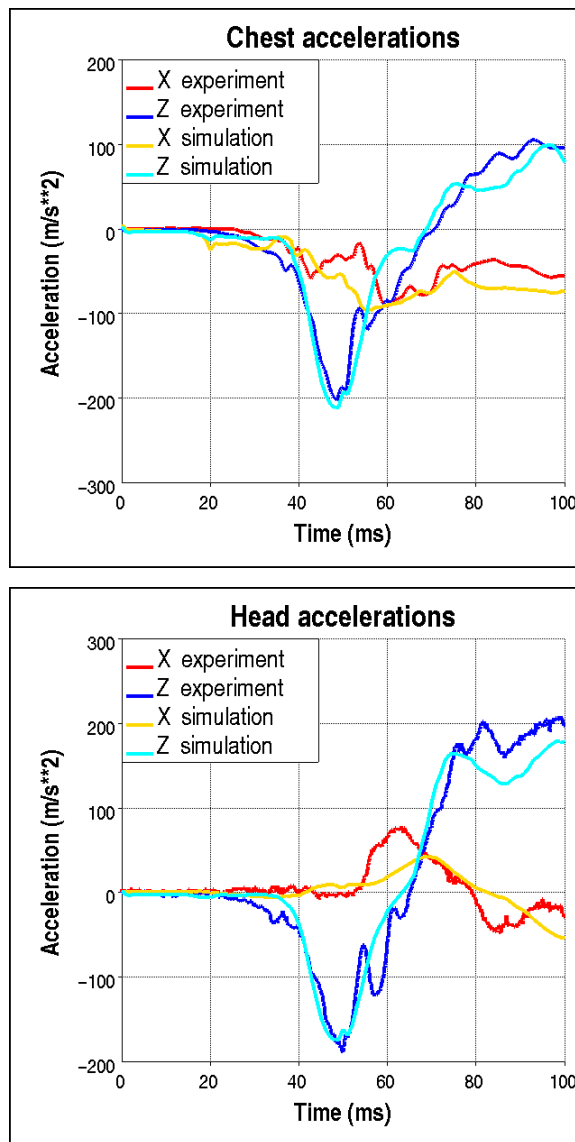 Chest accelerations
200
X experiment
Z experiment
X simulation
Z simulation
100
0
−100
−200
−300
Acceleration (m/s**2)
0 20 40 60 80 100
Time (ms)
Head accelerations
300
X experiment
Z experiment
X simulation
Z simulation
200
100
0
−100
−200
Acceleration (m/s**2)
0 20 40 60 80 100
Time (ms)